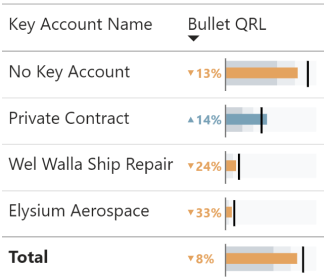 Key Account Name Bullet QRL
No Key Account ▼13%
Private Contract ▲14%
Wel Walla Ship Repair ▼24%
Elysium Aerospace ▼33%
Total ▼8%